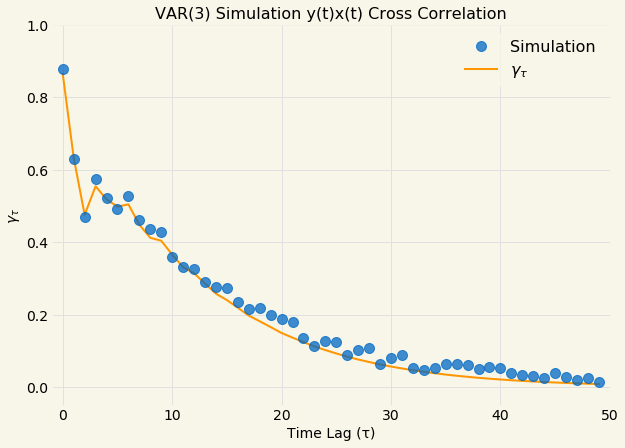 VAR(3) Simulation y(t)x(t) Cross Correlation
Simulation
γτ
γτ
1.0
0.8
0.6
0.4
0.2
0.0
0 10 20 30 40 50
Time Lag (τ)